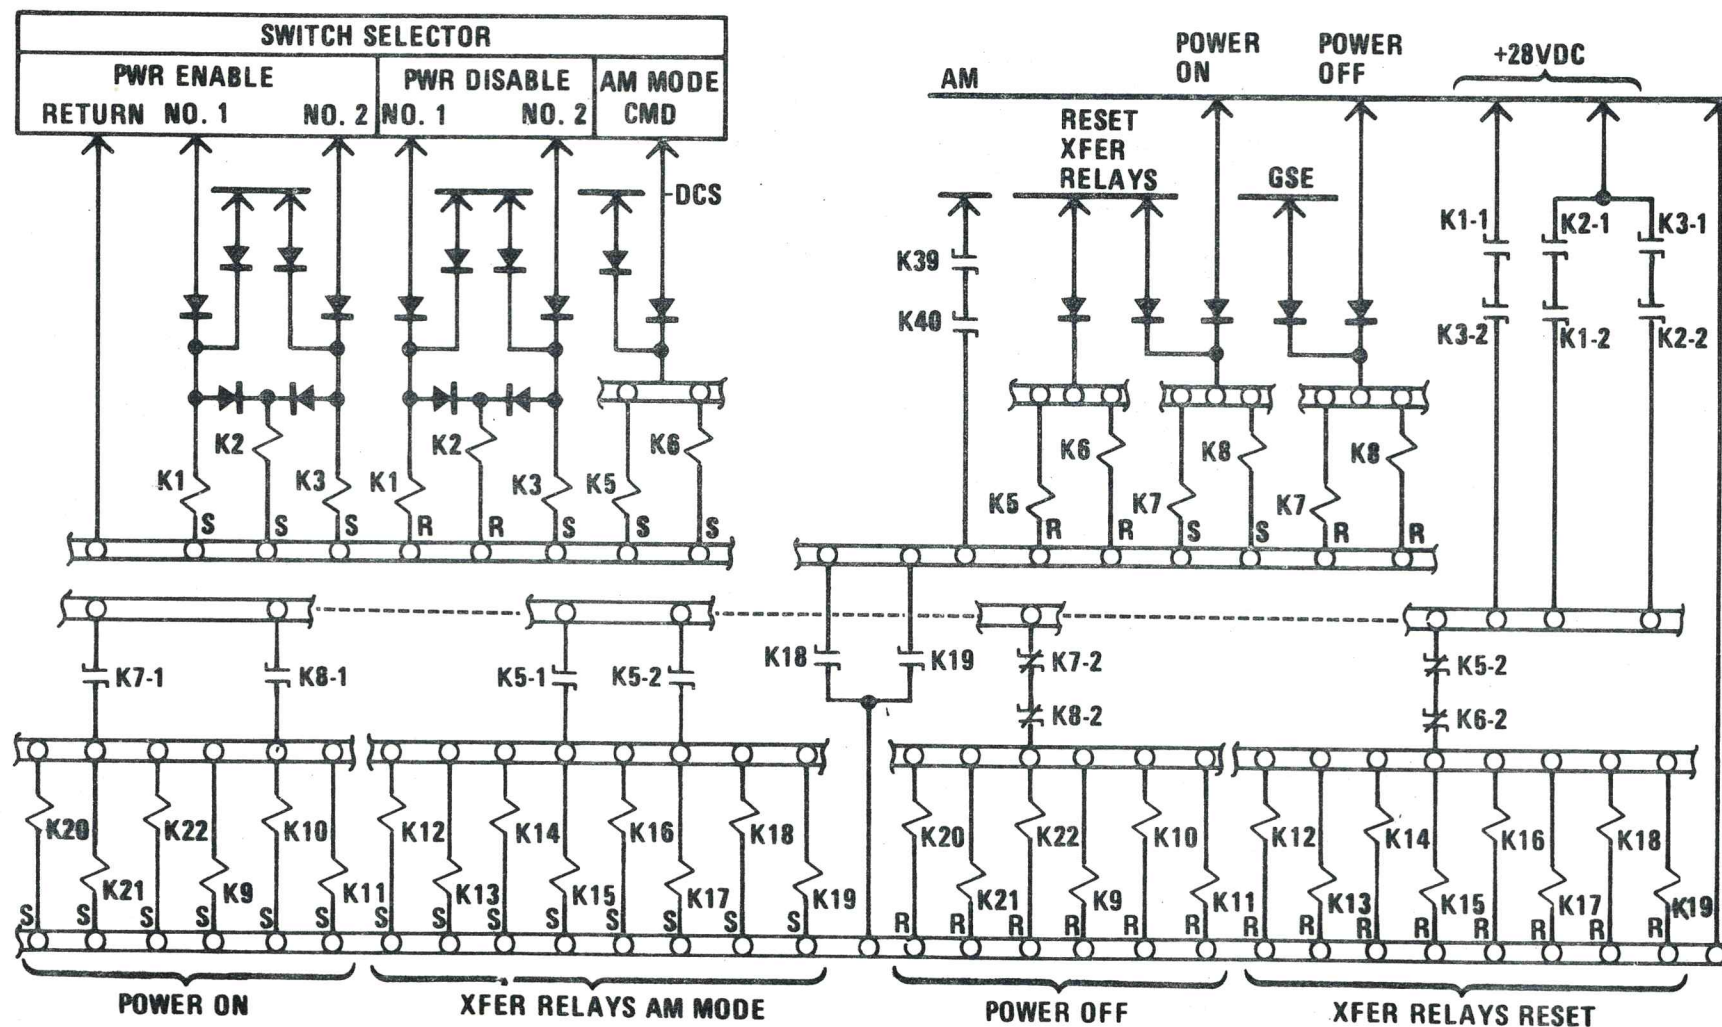 SWITCH SELECTOR
PWR ENABLE PWR DISABLE AM MODE
RETURN NO. 1 NO. 2 NO. 1 NO. 2 CMD
POWER ON
POWER OFF
+28VDC
AM
RESET XFER RELAYS
GSE
DCS
K39
K40
K1-1 K2-1 K3-1
K3-2 K1-2 K2-2
K2 K2 K6 K6 K8 K8
K1 K3 K1 K3 K5 K5 K7 K7
S S S R R S S S R R S S R R
K7-1 K8-1 K5-1 K5-2 K18 K19 K7-2 K5-2
K8-2 K6-2
K20 K22 K10 K12 K14 K16 K18 K20 K22 K10 K12 K14 K16 K18
K21 K9 K11 K13 K15 K17 K19 K21 K9 K11 K13 K15 K17 K19
S S S S S S S S S S S S S S R R R R R R R R R R R R R R
POWER ON XFER RELAYS AM MODE POWER OFF XFER RELAYS RESET